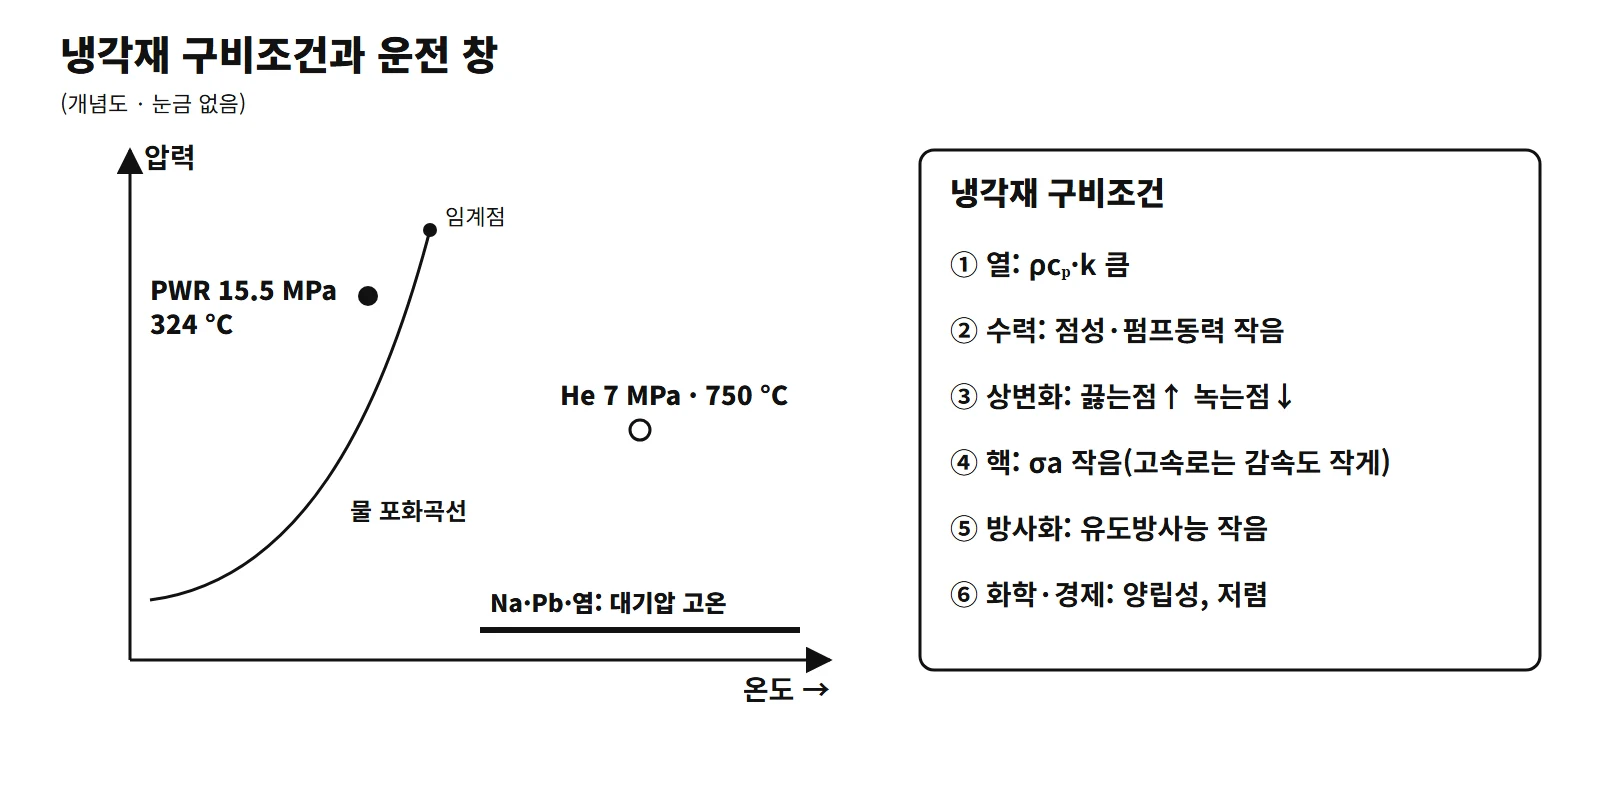 냉각재 구비조건과 운전 창
(개념도 · 눈금 없음)
압력
임계점
PWR 15.5 MPa
324 °C
He 7 MPa · 750 °C
물 포화곡선
Na·Pb·염: 대기압 고온
온도 →
냉각재 구비조건
① 열: ρcₚ·k 큼
② 수력: 점성·펌프동력 작음
③ 상변화: 끓는점↑ 녹는점↓
④ 핵: σa 작음(고속로는 감속도 작게)
⑤ 방사화: 유도방사능 작음
⑥ 화학·경제: 양립성, 저렴